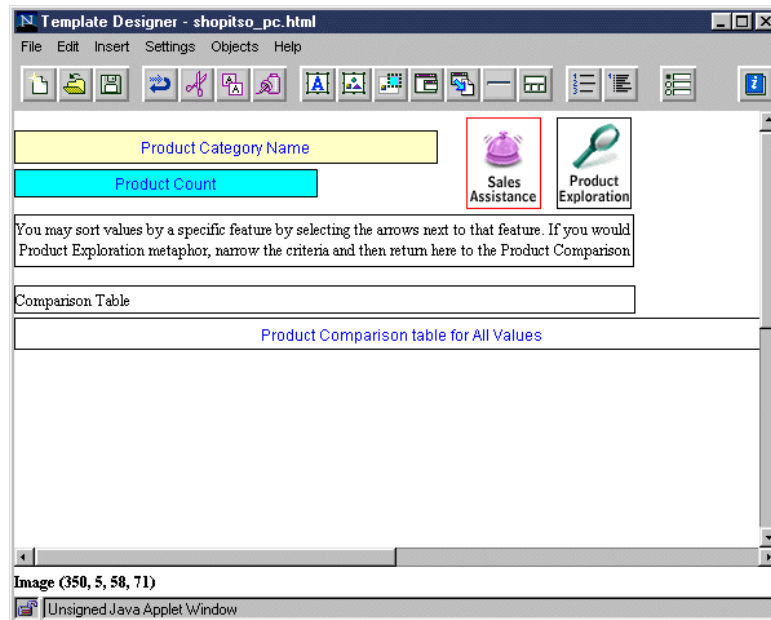 Template Designer - shopitso_pc.html
File Edit Insert Settings Objects Help
Product Category Name
Product Count
Sales
Assistance
Product
Exploration
You may sort values by a specific feature by selecting the arrows next to that feature. If you would
Product Exploration metaphor, narrow the criteria and then return here to the Product Comparison
Comparison Table
Product Comparison table for All Values
Image (350, 5, 58, 71)
Unsigned Java Applet Window